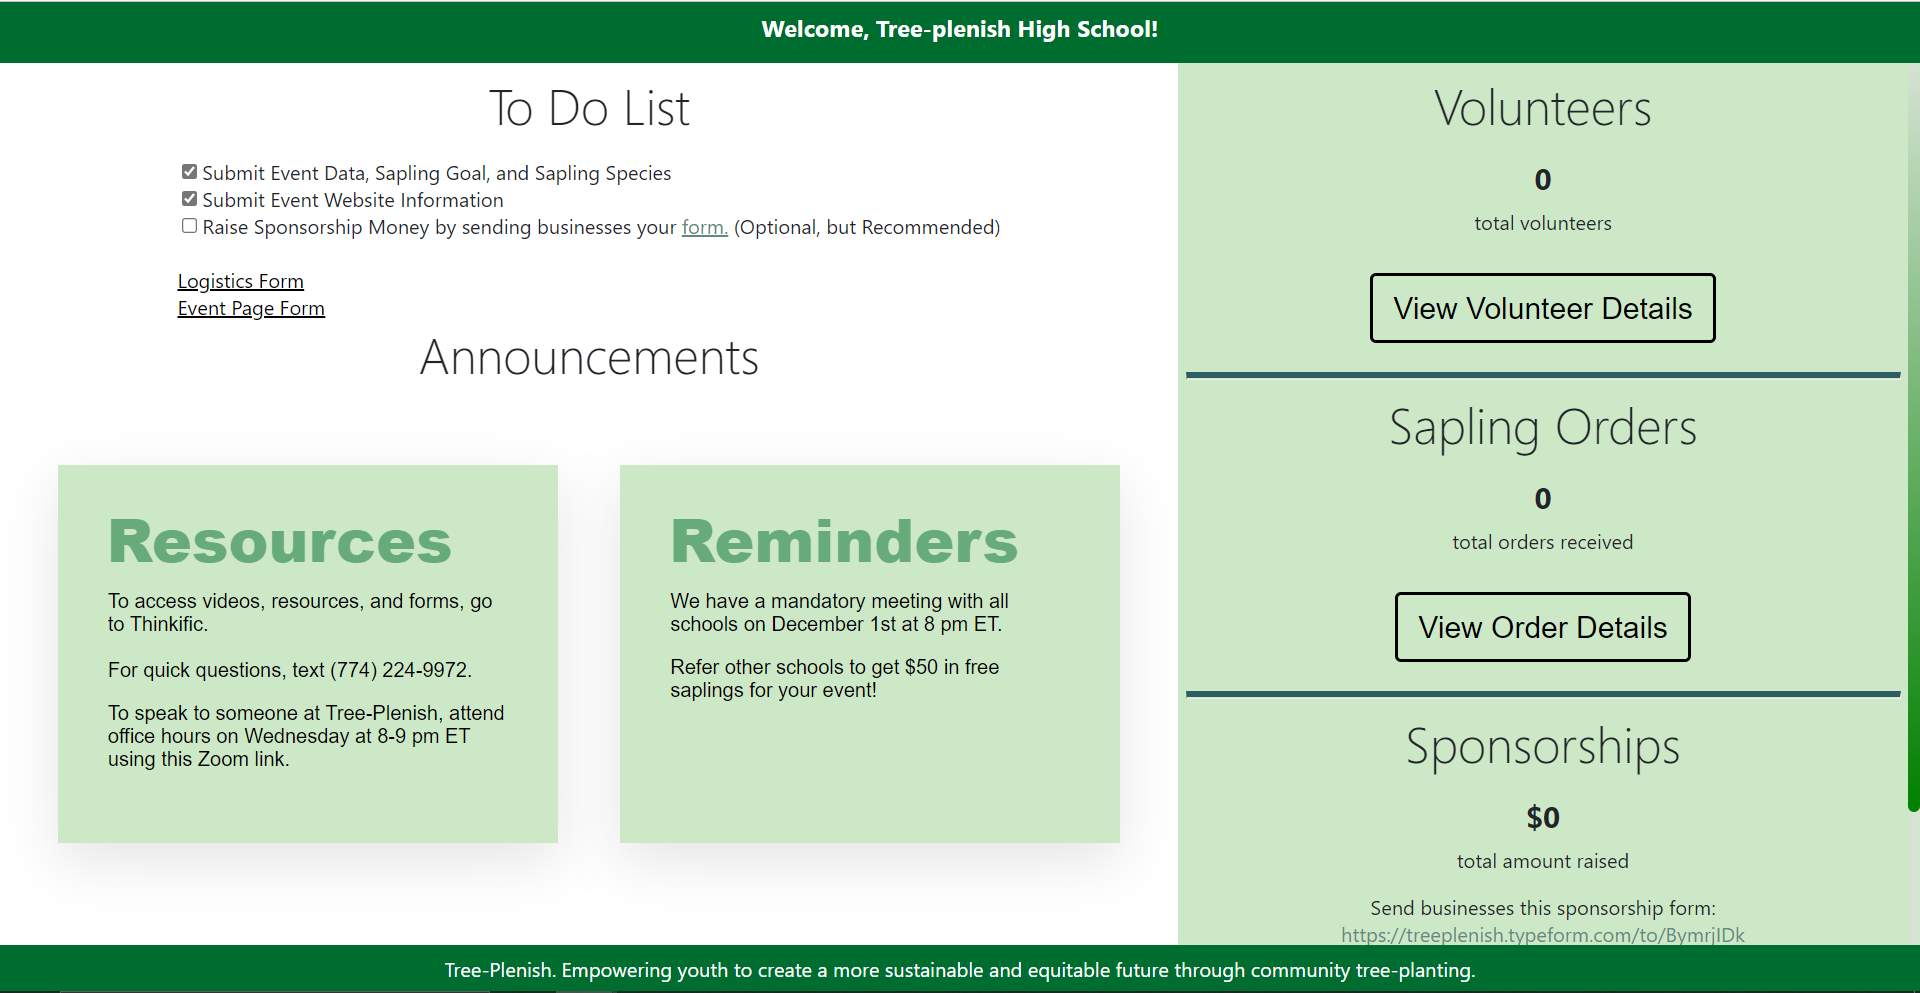 Welcome, Tree-plenish High School!
To Do List
Submit Event Data, Sapling Goal, and Sapling Species
Submit Event Website Information
Raise Sponsorship Money by sending businesses your form. (Optional, but Recommended)
Logistics Form
Event Page Form
Announcements
Resources
To access videos, resources, and forms, go
to Thinkific.
For quick questions, text (774) 224-9972.
To speak to someone at Tree-Plenish, attend
office hours on Wednesday at 8-9 pm ET
using this Zoom link.
Reminders
We have a mandatory meeting with all
schools on December 1st at 8 pm ET.
Refer other schools to get $50 in free
saplings for your event!
Volunteers
0
total volunteers
View Volunteer Details
Sapling Orders
0
total orders received
View Order Details
Sponsorships
$0
total amount raised
Send businesses this sponsorship form:
https://treeplenish.typeform.com/to/BymrjIDk
Tree-Plenish. Empowering youth to create a more sustainable and equitable future through community tree-planting.